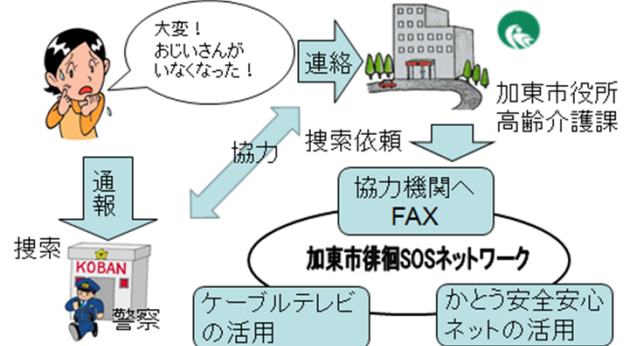 大変!
おじいさんが
いなくなった!
連絡
加東市役所
高齢介護課
協力
捜索依頼
通報
協力機関へ
FAX
捜索
KOBAN
警察
加東市徘徊SOSネットワーク
ケーブルテレビ
の活用
かとう安全安心
ネットの活用